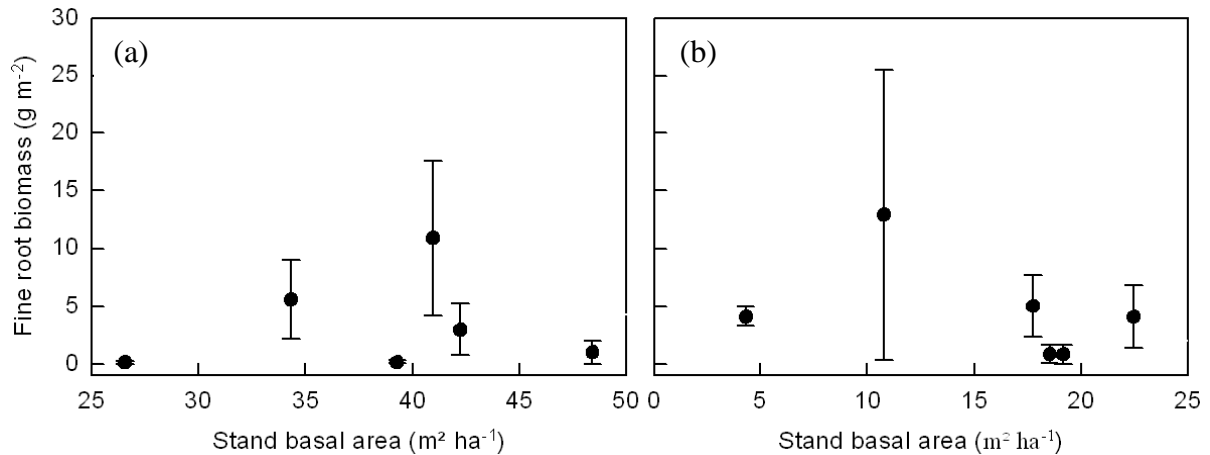 Fine root biomass (g m⁻²)
30
25
20
15
10
5
0
(a)
25 30 35 40 45 50
Stand basal area (m² ha⁻¹)
(b)
0 5 10 15 20 25
Stand basal area (m² ha⁻¹)